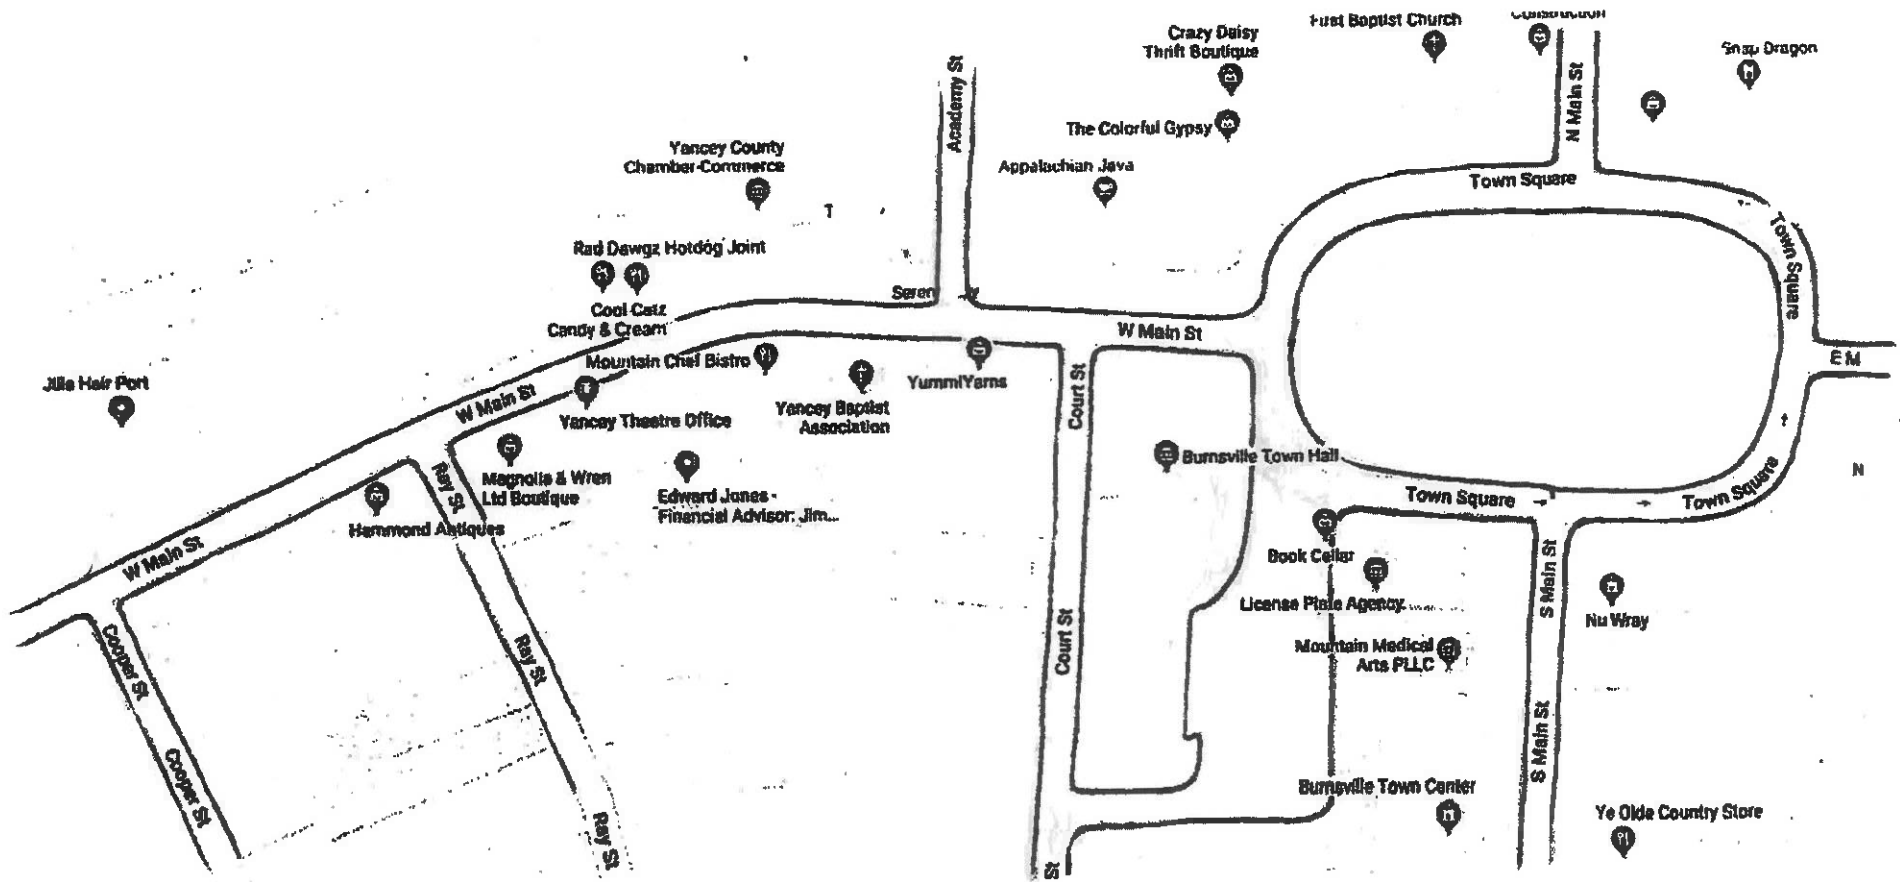 Crazy Daisy
Thrift Boutique
First Baptist Church
Construction
Snap Dragon
Academy St
N Main St
The Colorful Gypsy
Yancey County
Chamber-Commerce
Appalachian Java
Town Square
Town Square
Rad Dawgz Hotdog Joint
Seren
Cool Catz
Candy & Cream
W Main St
E M
Mountain Chef Bistro
Julie Hair Port
YummiYarns
Court St
W Main St
Yancey Theatre Office
Yancey Baptist
Association
Burnsville Town Hall
Ray St
Magnolia & Wren
Ltd Boutique
Edward Jones -
Financial Advisor: Jim...
Town Square
Town Square
N
Hammond Antiques
W Main St
Book Cellar
S Main St
License Plate Agency
Nu Wray
Cooper St
Ray St
Court St
Mountain Medical
Arts PLLC
S Main St
Cooper St
Burnsville Town Center
Ray St
Ye Olde Country Store
St